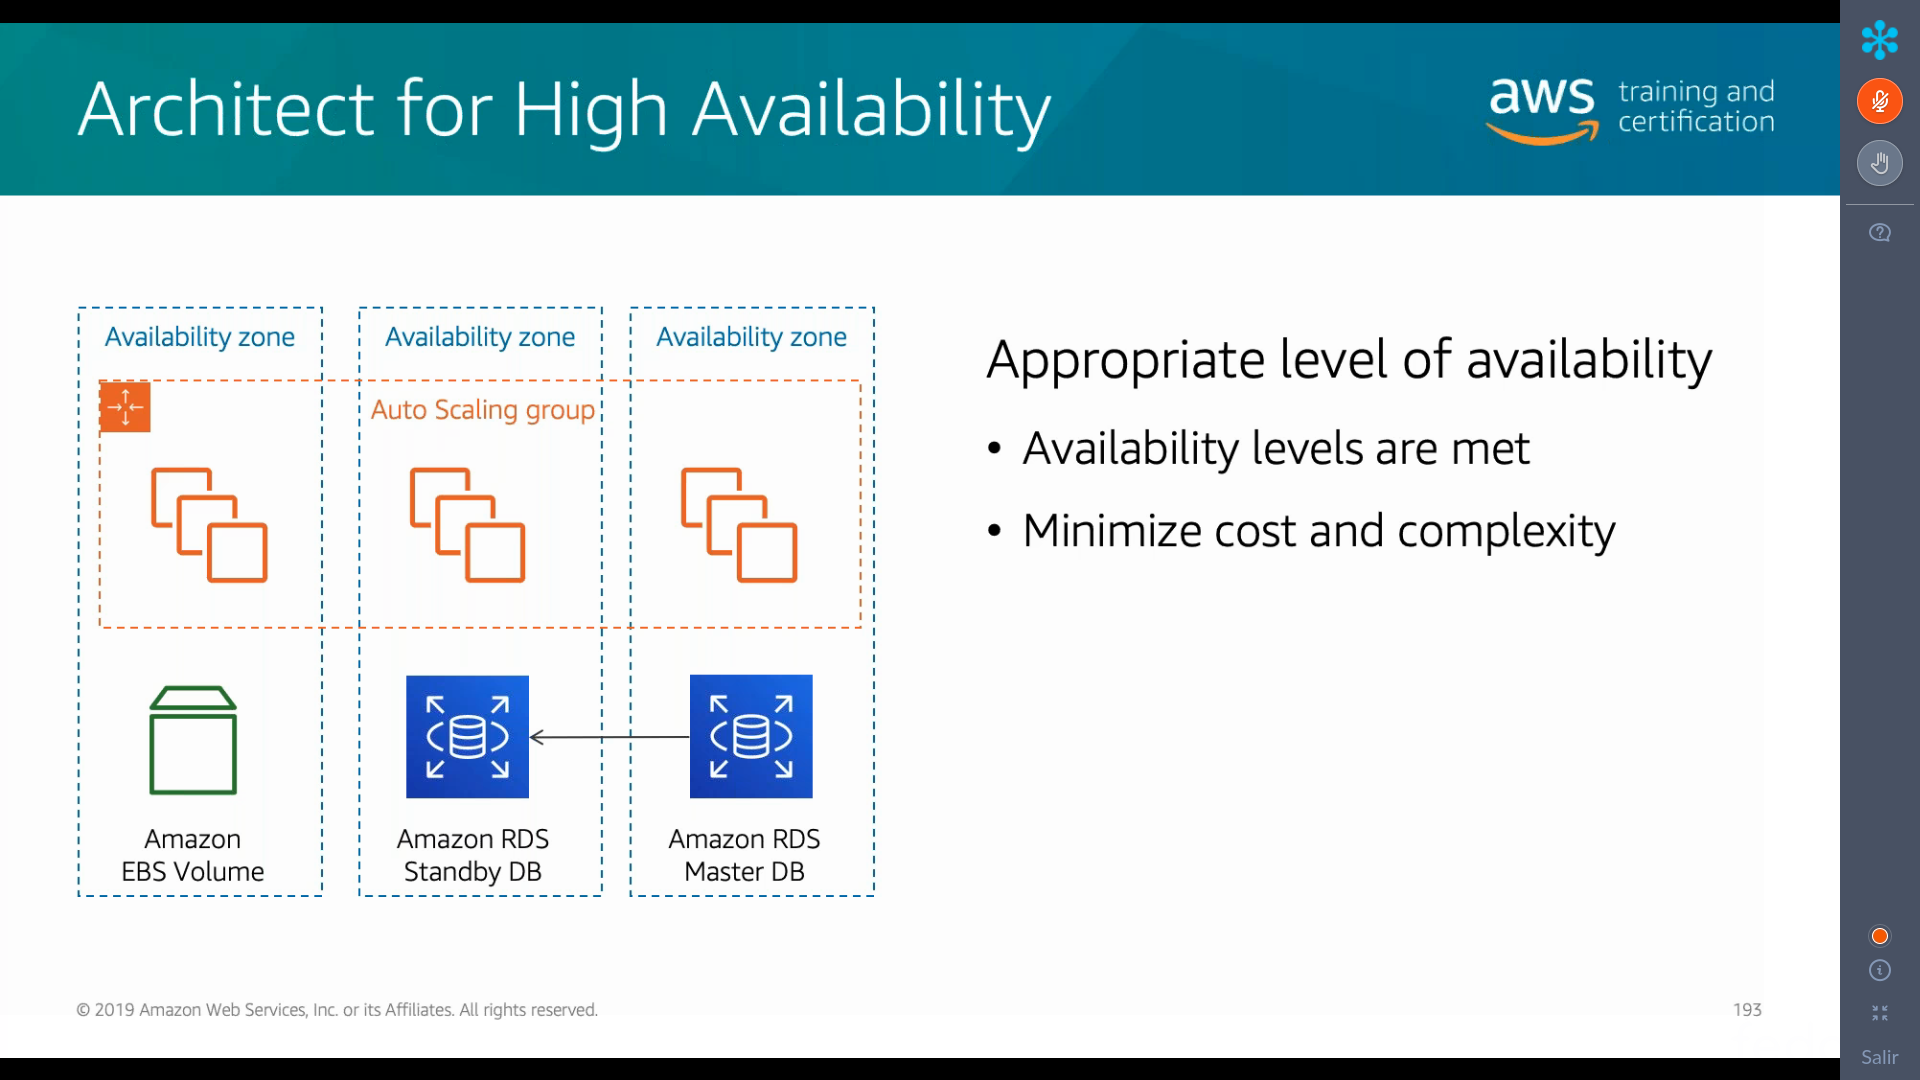 Architect for High Availability
aws training and
certification
Availability zone
Availability zone
Availability zone
Auto Scaling group
Amazon
EBS Volume
Amazon RDS
Standby DB
Amazon RDS
Master DB
Appropriate level of availability
• Availability levels are met
• Minimize cost and complexity
© 2019 Amazon Web Services, Inc. or its Affiliates. All rights reserved.
193
Salir